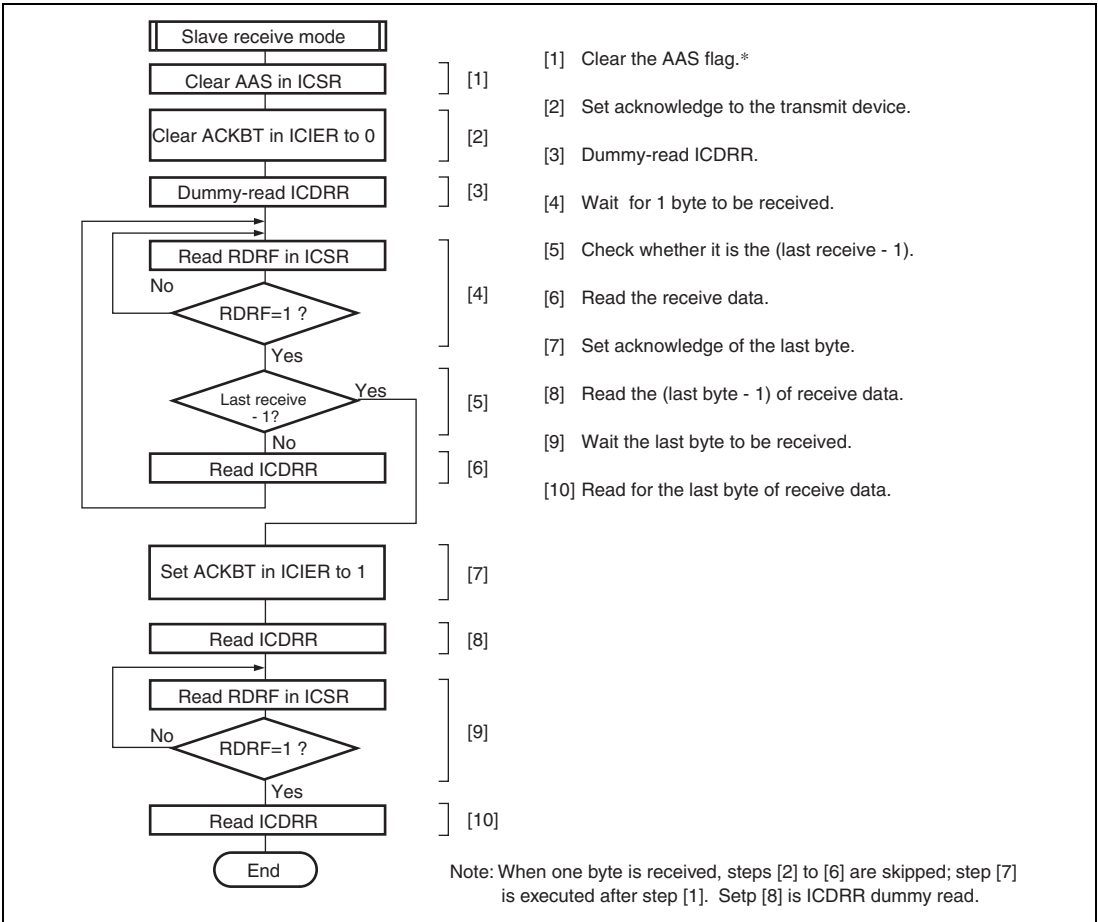 Slave receive mode
Clear AAS in ICSR
[1]
Clear ACKBT in ICIER to 0
[2]
Dummy-read ICDRR
[3]
Read RDRF in ICSR
No
RDRF=1 ?
[4]
Yes
Last receive
- 1?
Yes
[5]
No
Read ICDRR
[6]
Set ACKBT in ICIER to 1
[7]
Read ICDRR
[8]
Read RDRF in ICSR
No
RDRF=1 ?
[9]
Yes
Read ICDRR
[10]
End
[1] Clear the AAS flag.*
[2] Set acknowledge to the transmit device.
[3] Dummy-read ICDRR.
[4] Wait for 1 byte to be received.
[5] Check whether it is the (last receive - 1).
[6] Read the receive data.
[7] Set acknowledge of the last byte.
[8] Read the (last byte - 1) of receive data.
[9] Wait the last byte to be received.
[10] Read for the last byte of receive data.
Note: When one byte is received, steps [2] to [6] are skipped; step [7]
is executed after step [1]. Setp [8] is ICDRR dummy read.